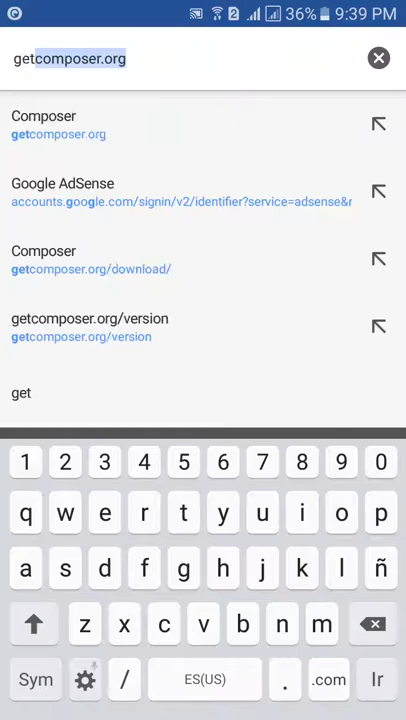 36% 9:39 PM
getcomposer.org
Composer
getcomposer.org
Google AdSense
accounts.google.com/signin/v2/identifier?service=adsense&r
Composer
getcomposer.org/download/
getcomposer.org/version
getcomposer.org/version
get
1 2 3 4 5 6 7 8 9 0
q w e r t y u i o p
a s d f g h j k l ñ
z x c v b n m
Sym / ES(US) . .com Ir